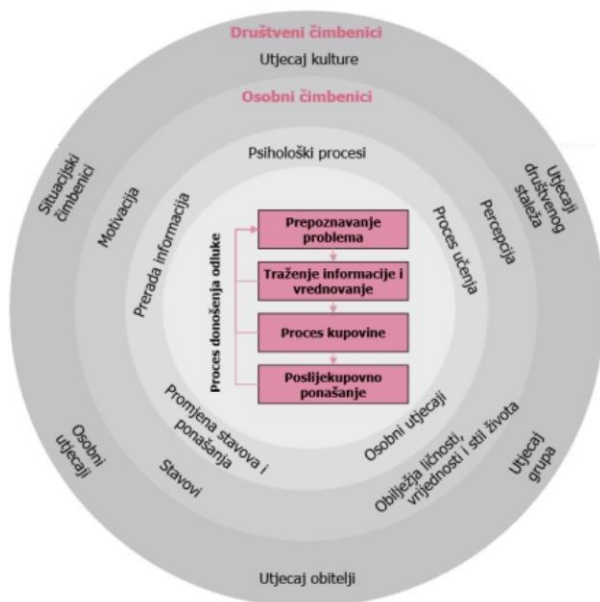 Društveni čimbenici
Utjecaj kulture
Osobni čimbenici
Psihološki procesi
Situacijski
čimbenici
Motivacija
Prerada informacija
Proces učenja
Percepcija
Utjecaji
društvenog
staleža
Proces donošenja odluke
Prepoznavanje
problema
Traženje informacije i
vrednovanje
Proces kupovine
Poslijekupovno
ponašanje
Promjena stavova i
ponašanja
Osobni utjecaji
Osobni
utjecaji
Stavovi
Obilježja ličnosti,
vrijednosti i stil života
Utjecaj
grupa
Utjecaj obitelji